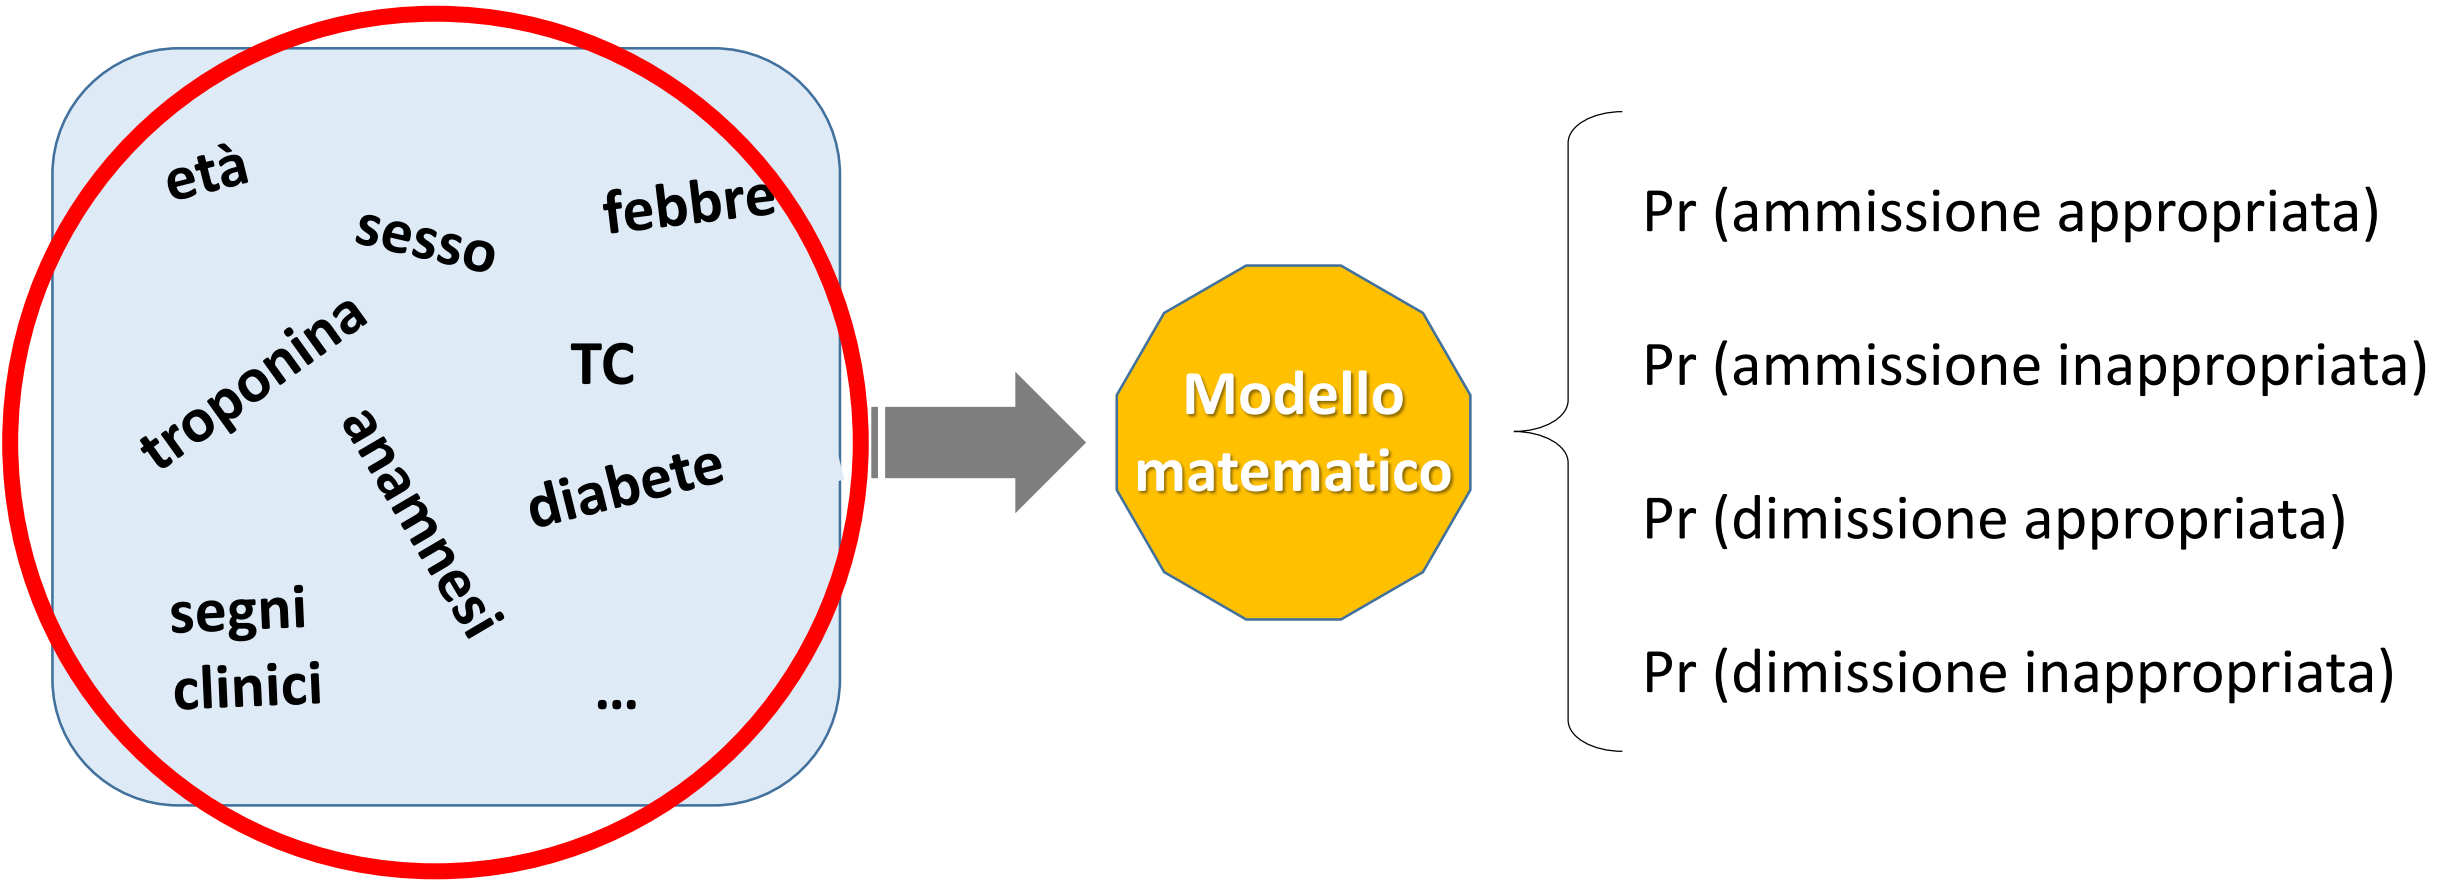 età
sesso
febbre
troponina
TC
anamnesi
diabete
segni
clinici
...
Modello
matematico
Pr (ammissione appropriata)
Pr (ammissione inappropriata)
Pr (dimissione appropriata)
Pr (dimissione inappropriata)